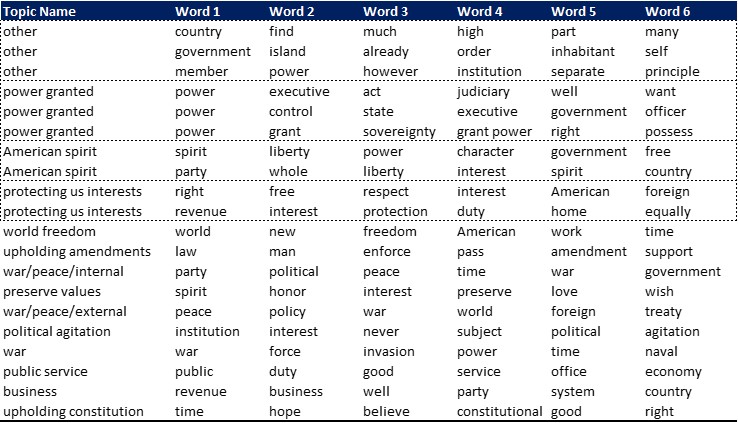 Topic Name Word 1 Word 2 Word 3 Word 4 Word 5 Word 6
other country find much high part many
other government island already order inhabitant self
other member power however institution separate principle
power granted power executive act judiciary well want
power granted power control state executive government officer
power granted power grant sovereignty grant power right possess
American spirit spirit liberty power character government free
American spirit party whole liberty interest spirit country
protecting us interests right free respect interest American foreign
protecting us interests revenue interest protection duty home equally
world freedom world new freedom American work time
upholding amendments law man enforce pass amendment support
war/peace/internal party political peace time war government
preserve values spirit honor interest preserve love wish
war/peace/external peace policy war world foreign treaty
political agitation institution interest never subject political agitation
war war force invasion power time naval
public service public duty good service office economy
business revenue business well party system country
upholding constitution time hope believe constitutional good right